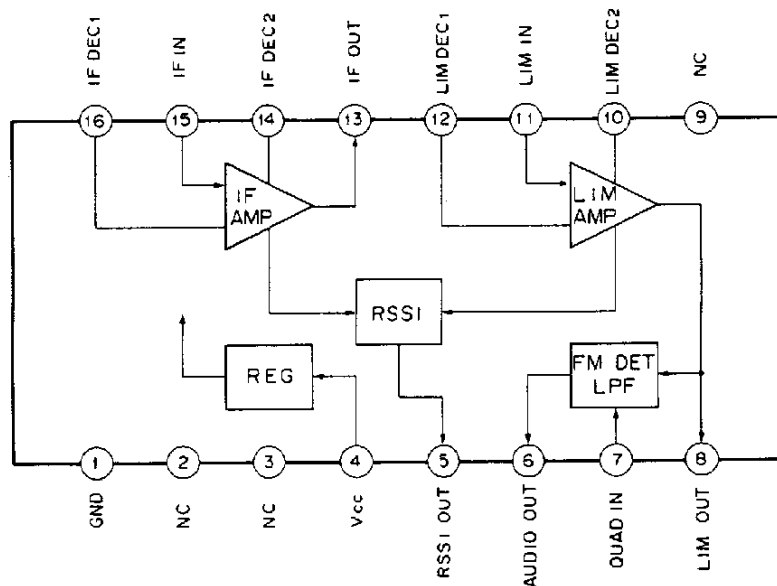 IF DEC1
IF IN
IF DEC2
IF OUT
LIM DEC1
LIM IN
LIM DEC2
NC
16
15
14
13
12
11
10
9
IF
AMP
LIM
AMP
RSSI
REG
FM DET
LPF
1
2
3
4
5
6
7
8
GND
NC
NC
Vcc
RSSI OUT
AUDIO OUT
QUAD IN
LIM OUT